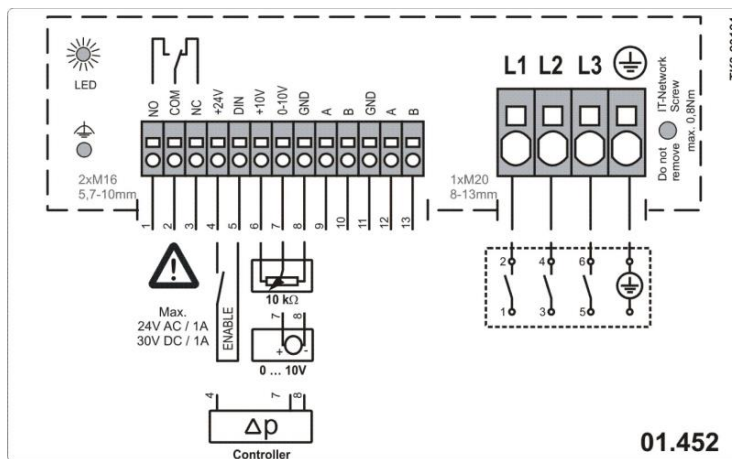 LED
NO
COM
NC
+24V
DIN
+10V
0-10V
GND
A
B
GND
A
B
2xM16
5,7-10mm
1
2
3
4
5
6
7
8
9
10
11
12
13
Max.
24V AC / 1A
30V DC / 1A
ENABLE
10 kΩ
7
8
+
-
0 ... 10V
4
7
8
Δp
Controller
L1
L2
L3
1xM20
8-13mm
Do not
remove
IT-Network
Screw
max. 0,8Nm
2
4
6
1
3
5
01.452